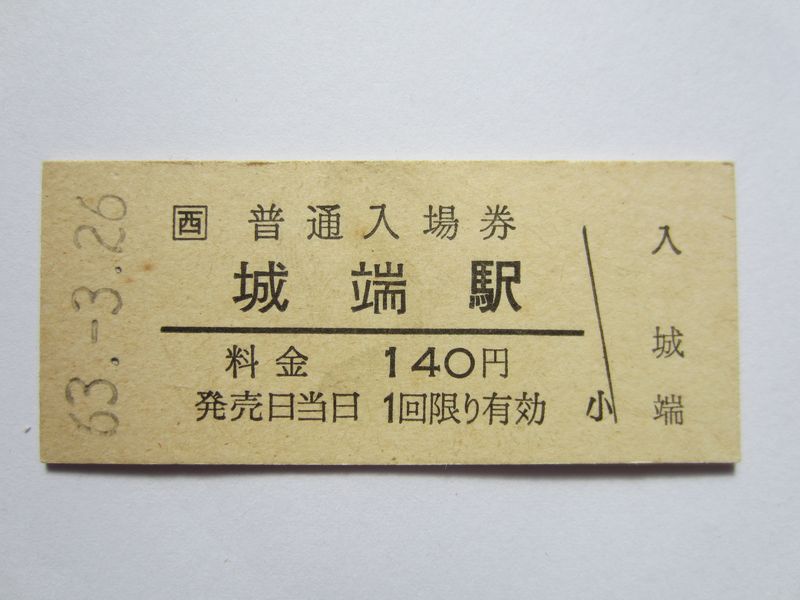 63.-3.26
西 普通入場券
城端駅
料金 140円
発売日当日 1回限り有効
小
入
城
端